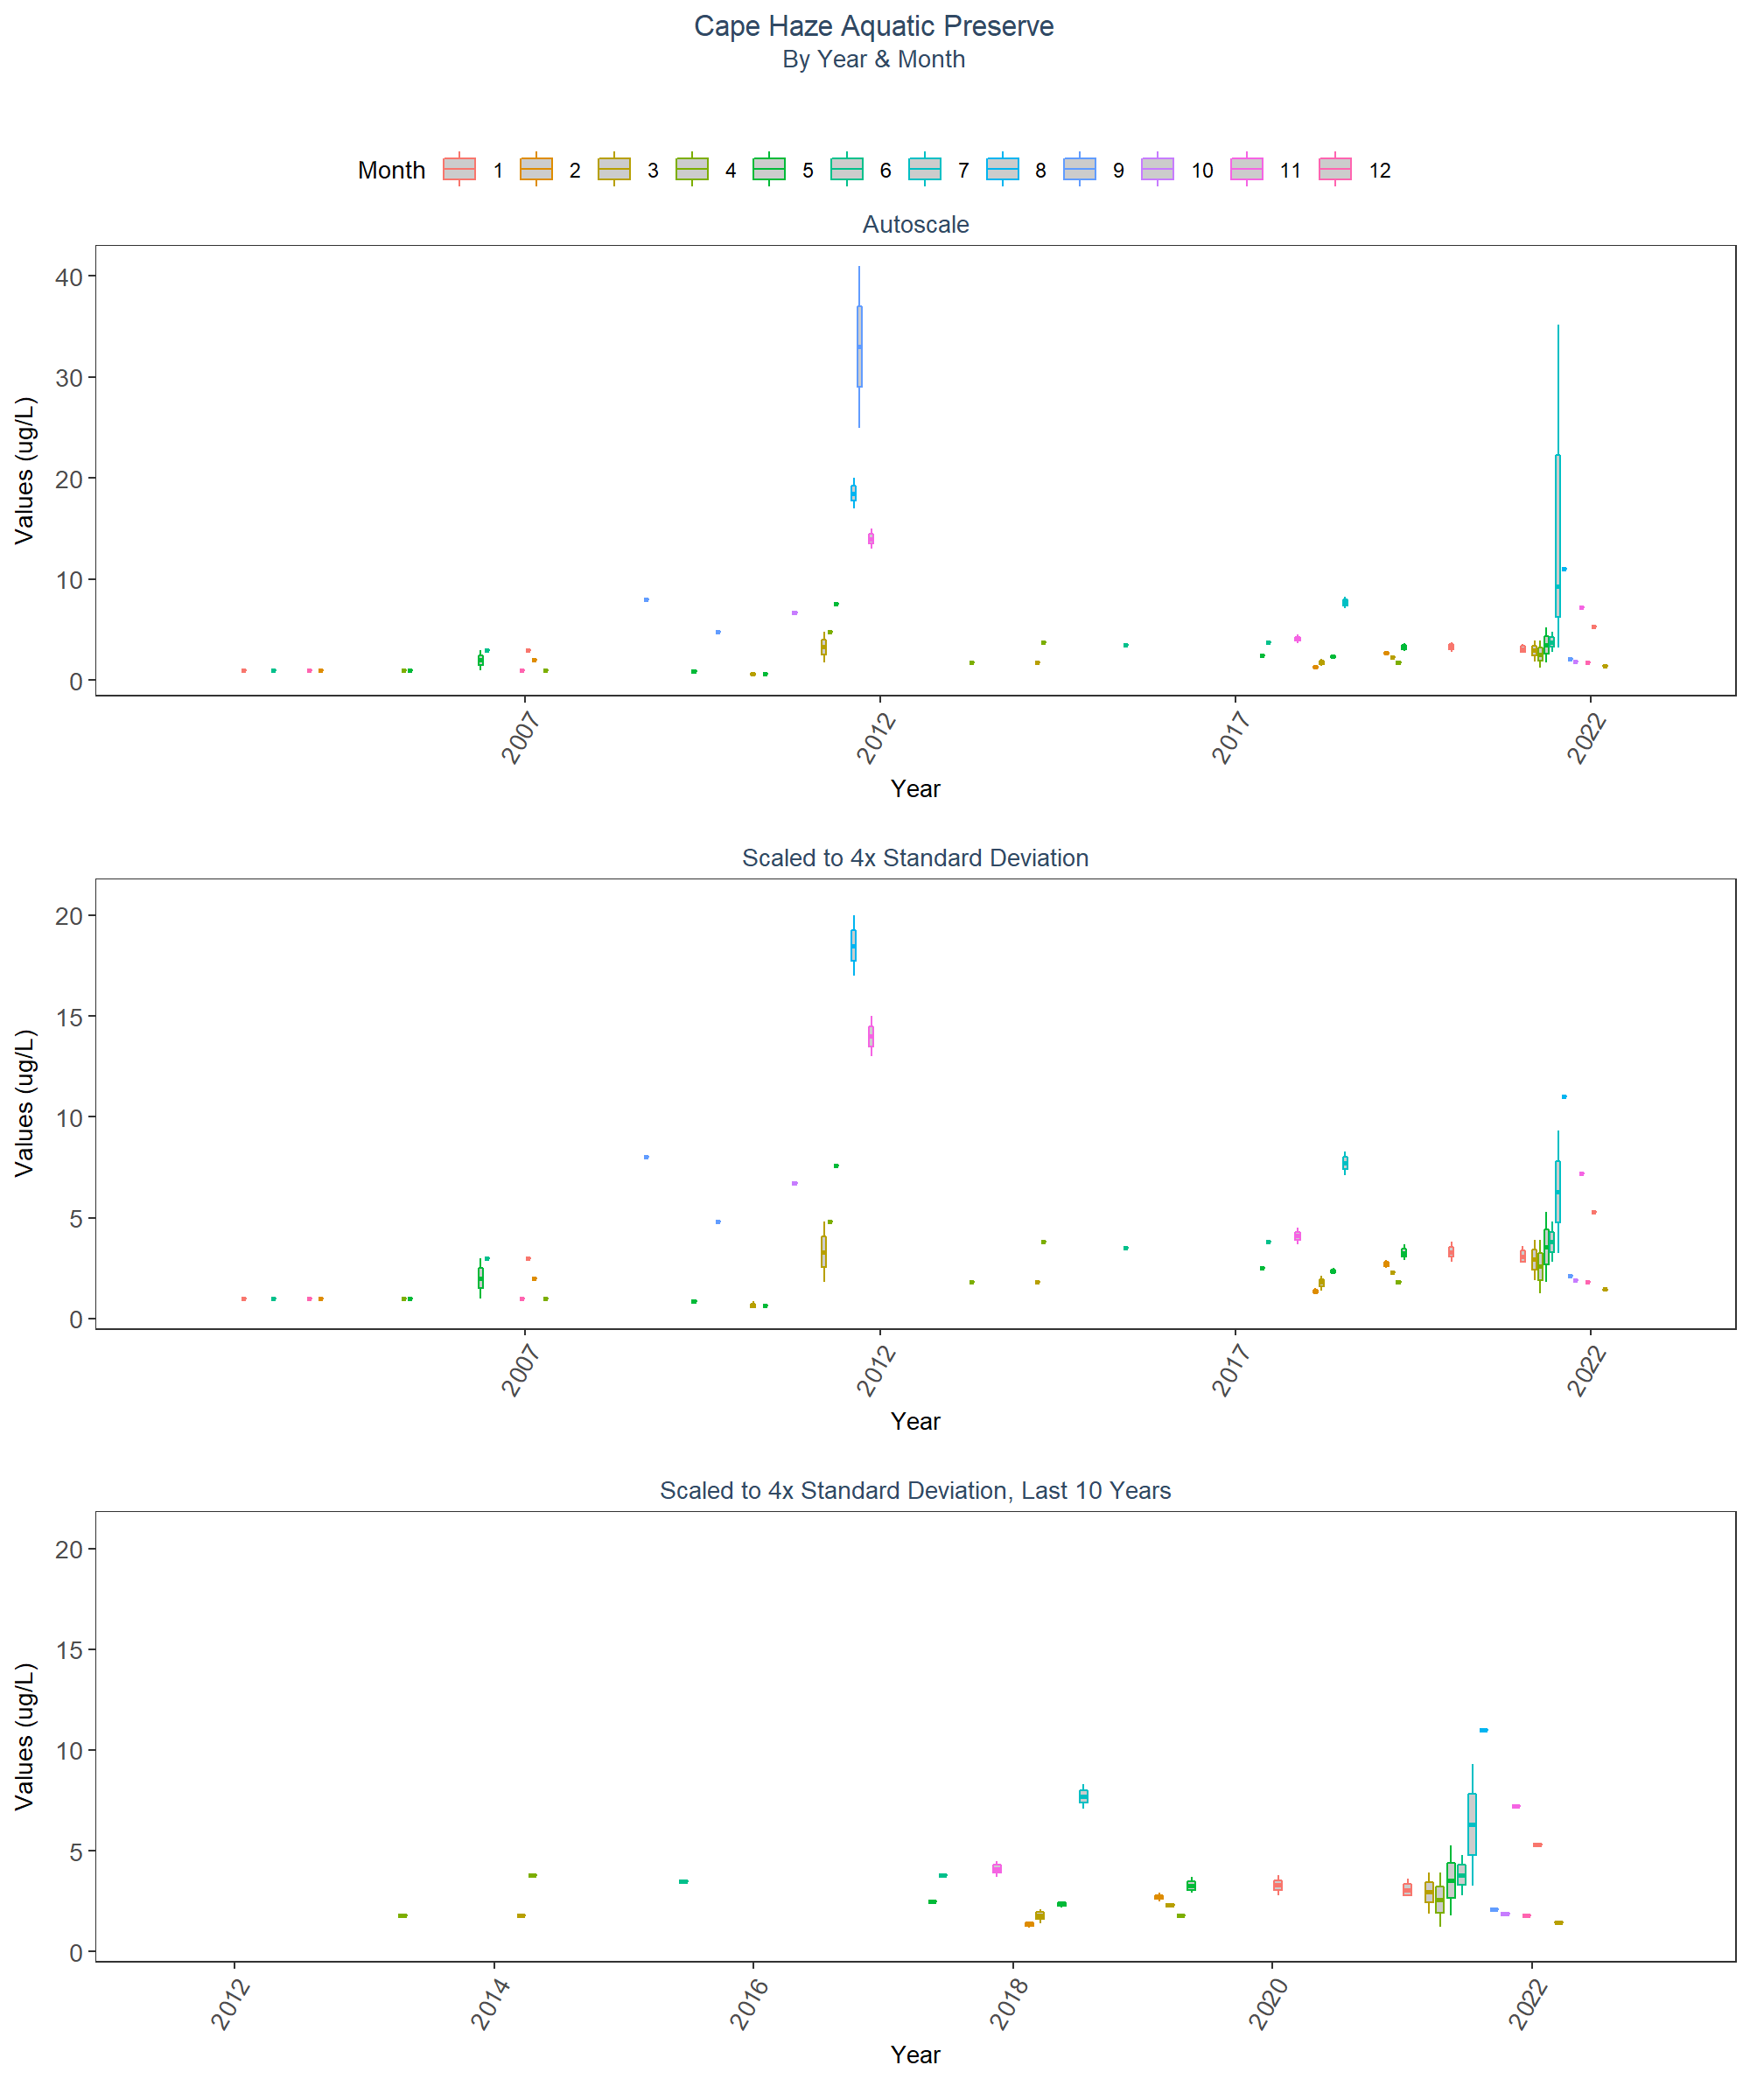 Cape Haze Aquatic Preserve
By Year & Month
Month 1 2 3 4 5 6 7 8 9 10 11 12
Autoscale
Values (ug/L)
40
30
20
10
0
2007 2012 2017 2022
Year
Scaled to 4x Standard Deviation
Values (ug/L)
20
15
10
5
0
2007 2012 2017 2022
Year
Scaled to 4x Standard Deviation, Last 10 Years
Values (ug/L)
20
15
10
5
0
2012 2014 2016 2018 2020 2022
Year